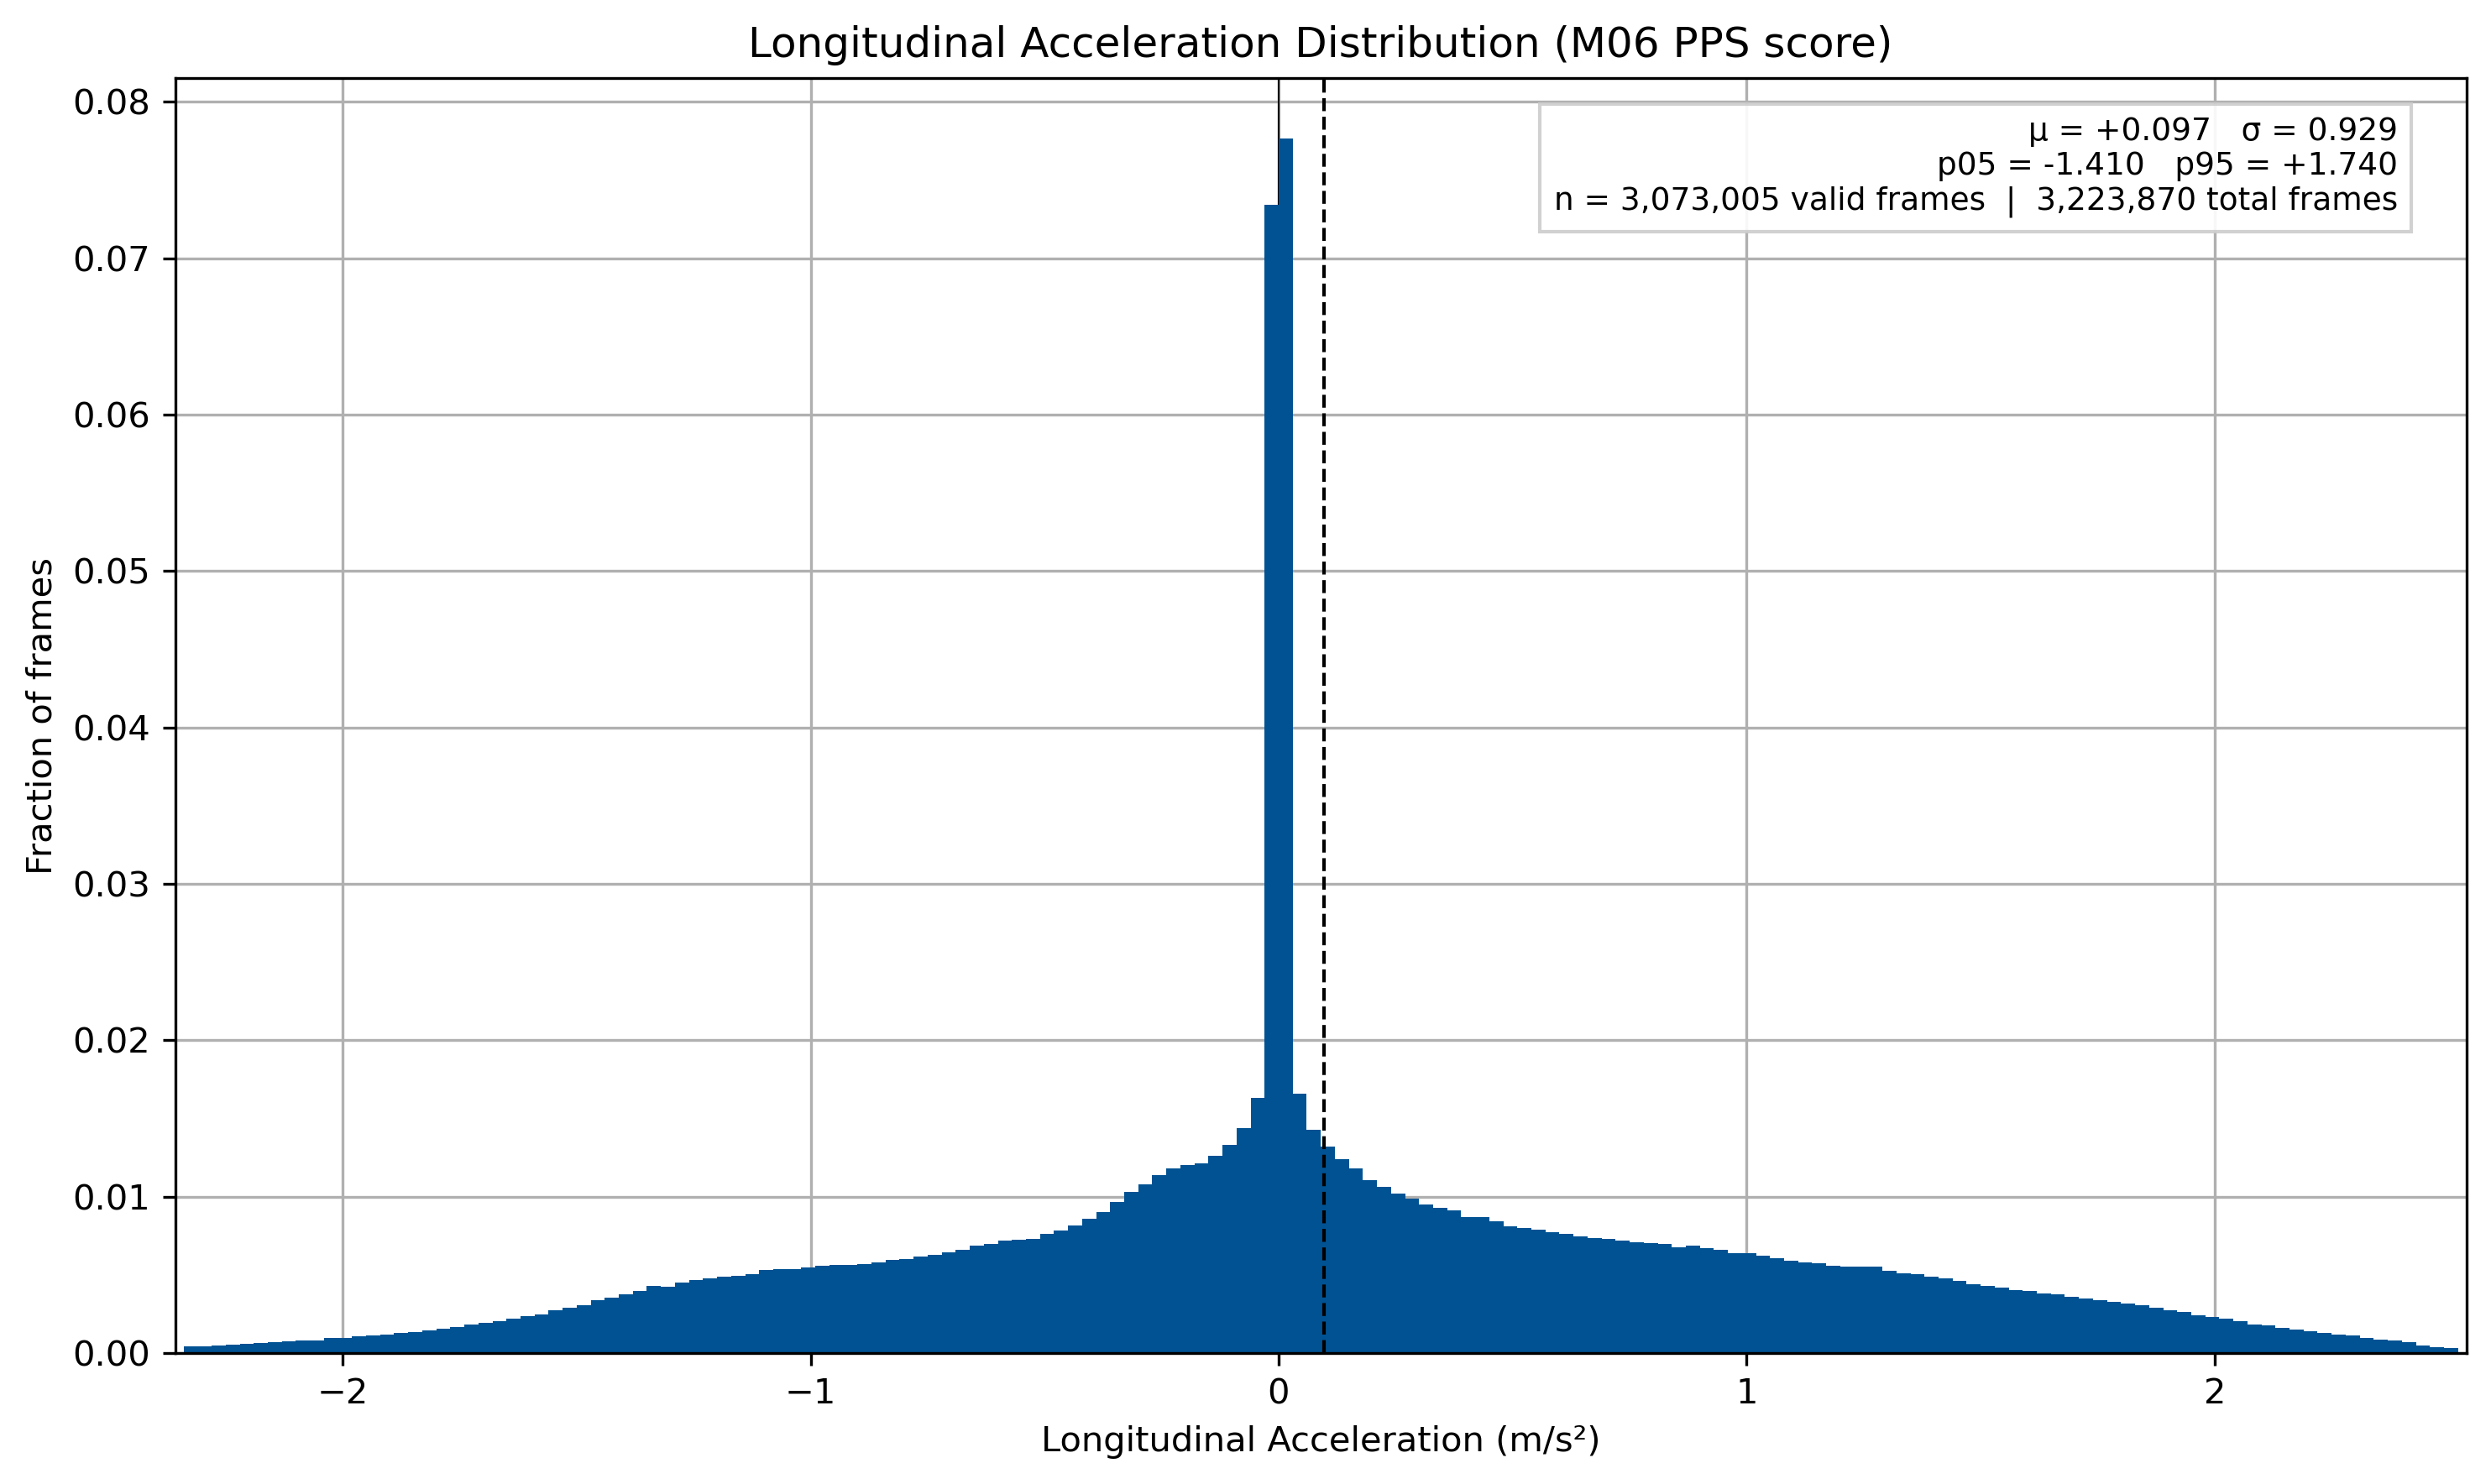 Longitudinal Acceleration Distribution (M06 PPS score)
μ = +0.097   σ = 0.929
p05 = -1.410   p95 = +1.740
n = 3,073,005 valid frames  |  3,223,870 total frames
Fraction of frames
0.08
0.07
0.06
0.05
0.04
0.03
0.02
0.01
0.00
−2 −1 0 1 2
Longitudinal Acceleration (m/s²)